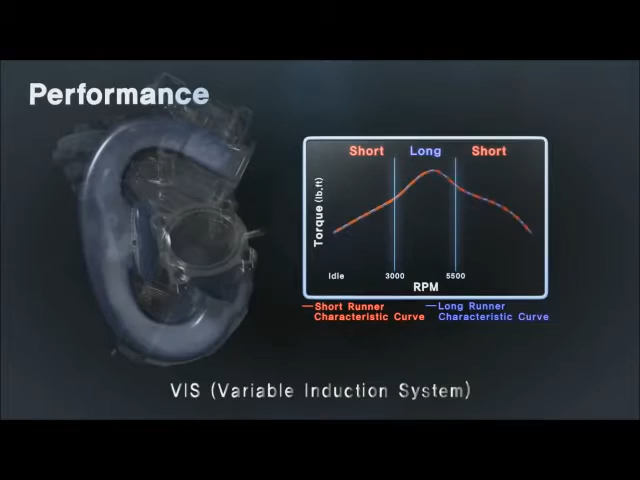 Performance
Short Long Short
Torque (lb,ft)
Idle 3000 5500
RPM
Short Runner
Characteristic Curve
Long Runner
Characteristic Curve
VIS (Variable Induction System)